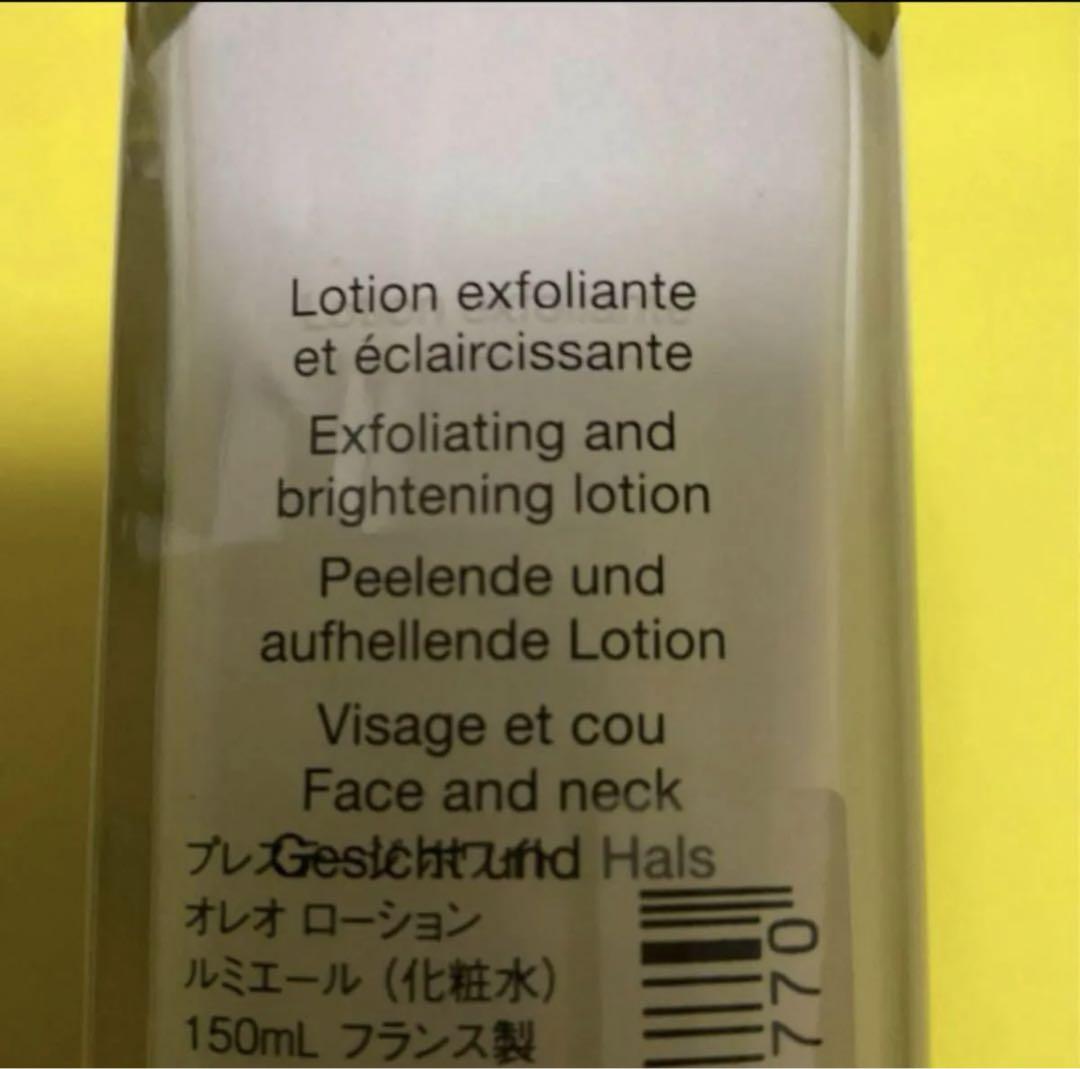 Lotion exfoliante
et éclaircissante
Exfoliating and
brightening lotion
Peelende und
aufhellende Lotion
Visage et cou
Face and neck
Gesicht und Hals
オレオ ローション
ルミエール（化粧水）
150mL フランス製
770